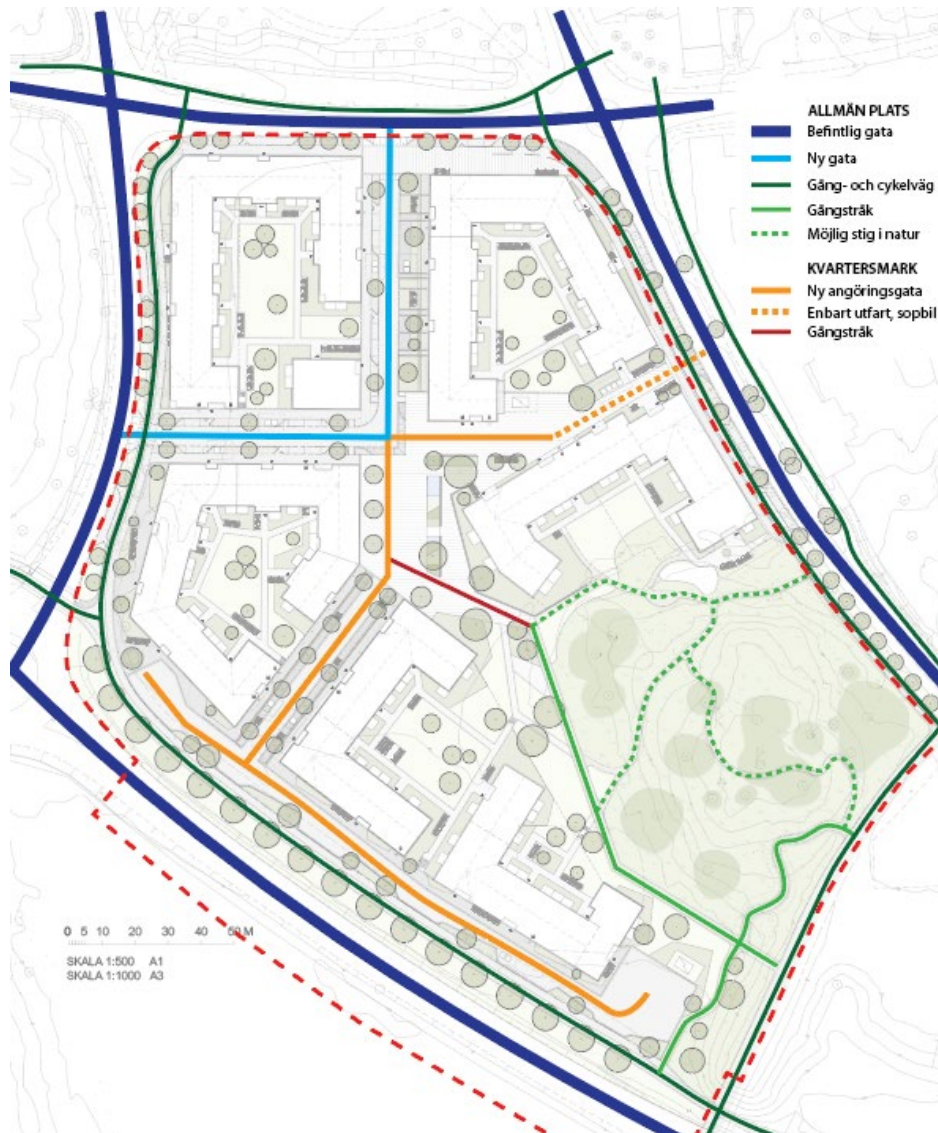 ALLMÄN PLATS
Befintlig gata
Ny gata
Gång- och cykelväg
Gångstråk
Möjlig stig i natur
KVARTERSMARK
Ny angöringsgata
Enbart utfart, sopbil
Gångstråk
0 5 10 20 30 40 50 M
SKALA 1:500 A1
SKALA 1:1000 A3